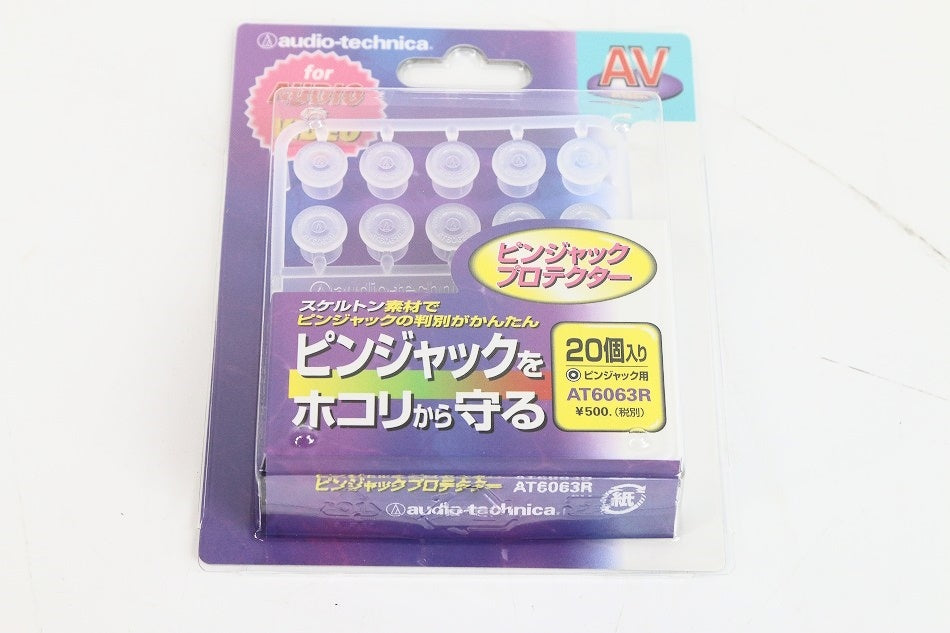 audio-technica
AV
for
AUDIO
VIDEO
audio-technica
ピンジャック
プロテクター
スケルトン素材で
ピンジャックの判別がかんたん
ピンジャックを
ホコリから守る
20個入り
ピンジャック用
AT6063R
¥500.(税別)
ピンジャックプロテクター AT6063R
紙
audio-technica